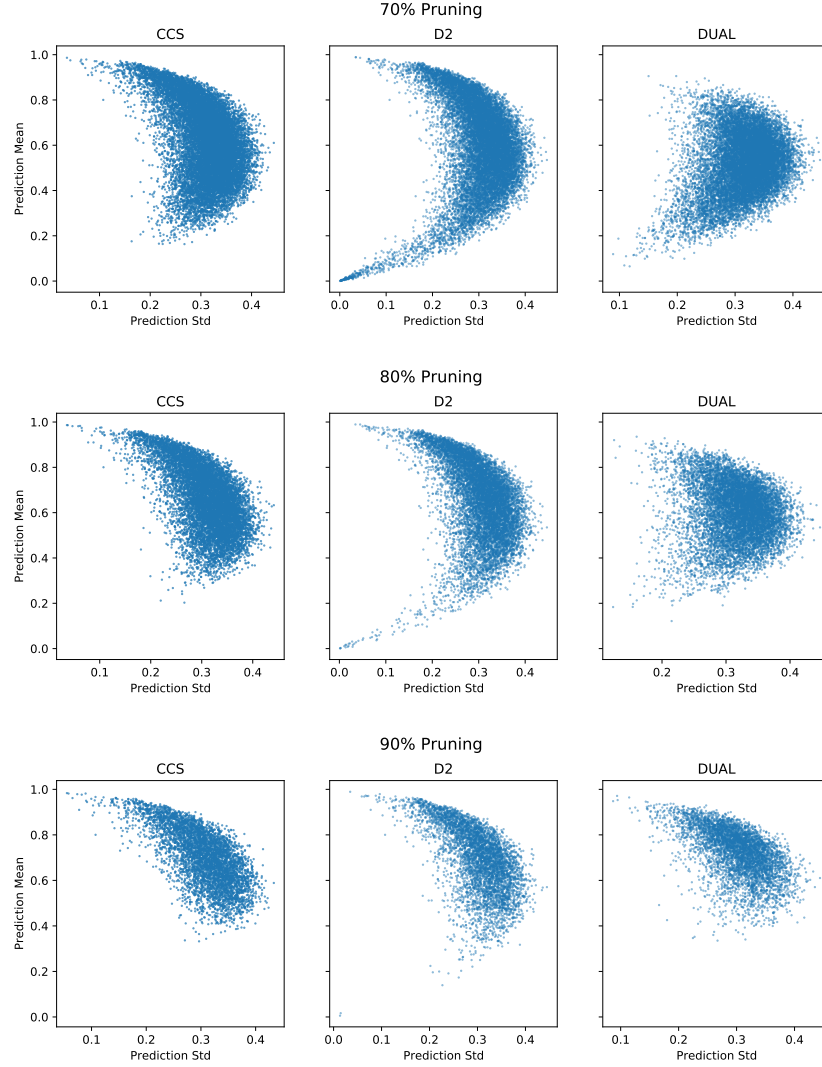 70% Pruning
CCS D2 DUAL
1.0
0.8
0.6
0.4
0.2
0.0
Prediction Mean
0.1 0.2 0.3 0.4 0.0 0.1 0.2 0.3 0.4 0.1 0.2 0.3 0.4
Prediction Std Prediction Std Prediction Std
80% Pruning
CCS D2 DUAL
1.0
0.8
0.6
0.4
0.2
0.0
Prediction Mean
0.1 0.2 0.3 0.4 0.0 0.1 0.2 0.3 0.4 0.2 0.3 0.4
Prediction Std Prediction Std Prediction Std
90% Pruning
CCS D2 DUAL
1.0
0.8
0.6
0.4
0.2
0.0
Prediction Mean
0.1 0.2 0.3 0.4 0.0 0.1 0.2 0.3 0.4 0.1 0.2 0.3 0.4
Prediction Std Prediction Std Prediction Std